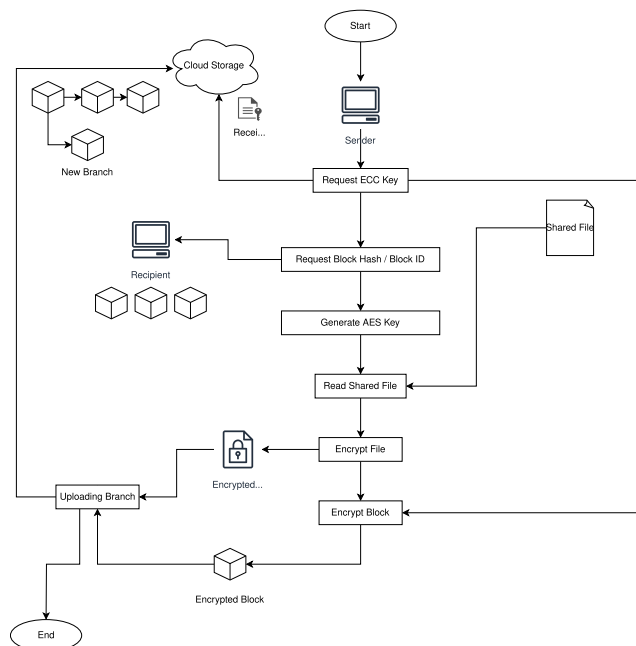 Start
Cloud Storage
Recei...
Sender
New Branch
Request ECC Key
Shared File
Request Block Hash / Block ID
Recipient
Generate AES Key
Read Shared File
Encrypt File
Encrypted...
Uploading Branch
Encrypt Block
Encrypted Block
End